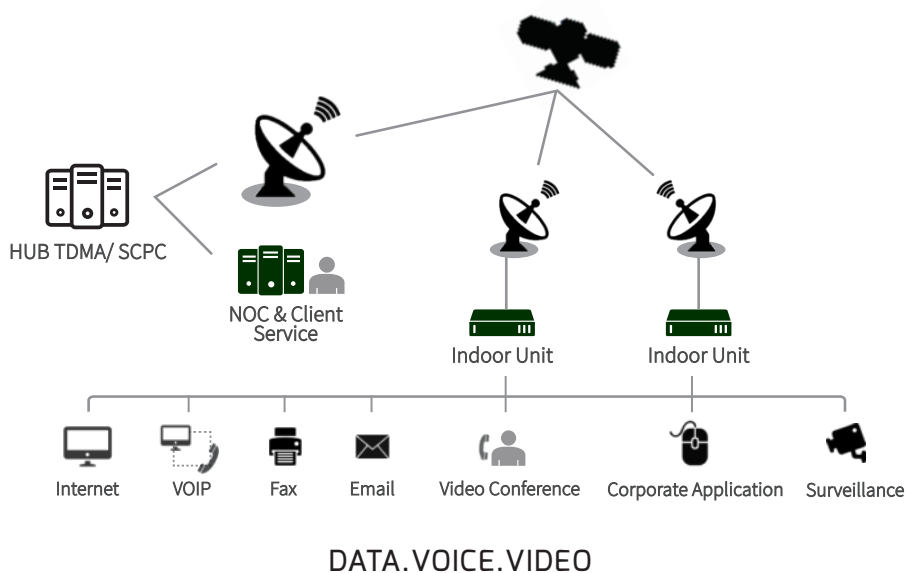 HUB TDMA/ SCPC
NOC & Client
Service
Indoor Unit
Indoor Unit
Internet
VOIP
Fax
Email
Video Conference
Corporate Application
Surveillance
DATA.VOICE.VIDEO